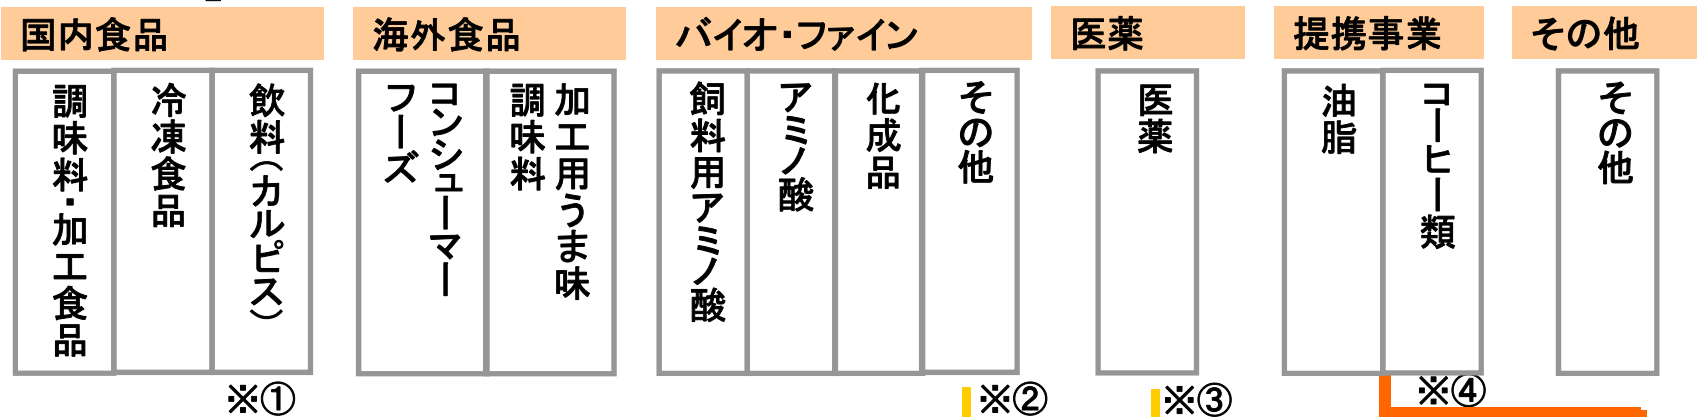 国内食品
海外食品
バイオ・ファイン
医薬
提携事業
その他
調味料・加工食品
冷凍食品
飲料(カルピス)
コンシューマー
フーズ
加工用うま味
調味料
飼料用アミノ酸
アミノ酸
化成品
その他
医薬
油脂
コーヒー類
その他
※①
※②
※③
※④